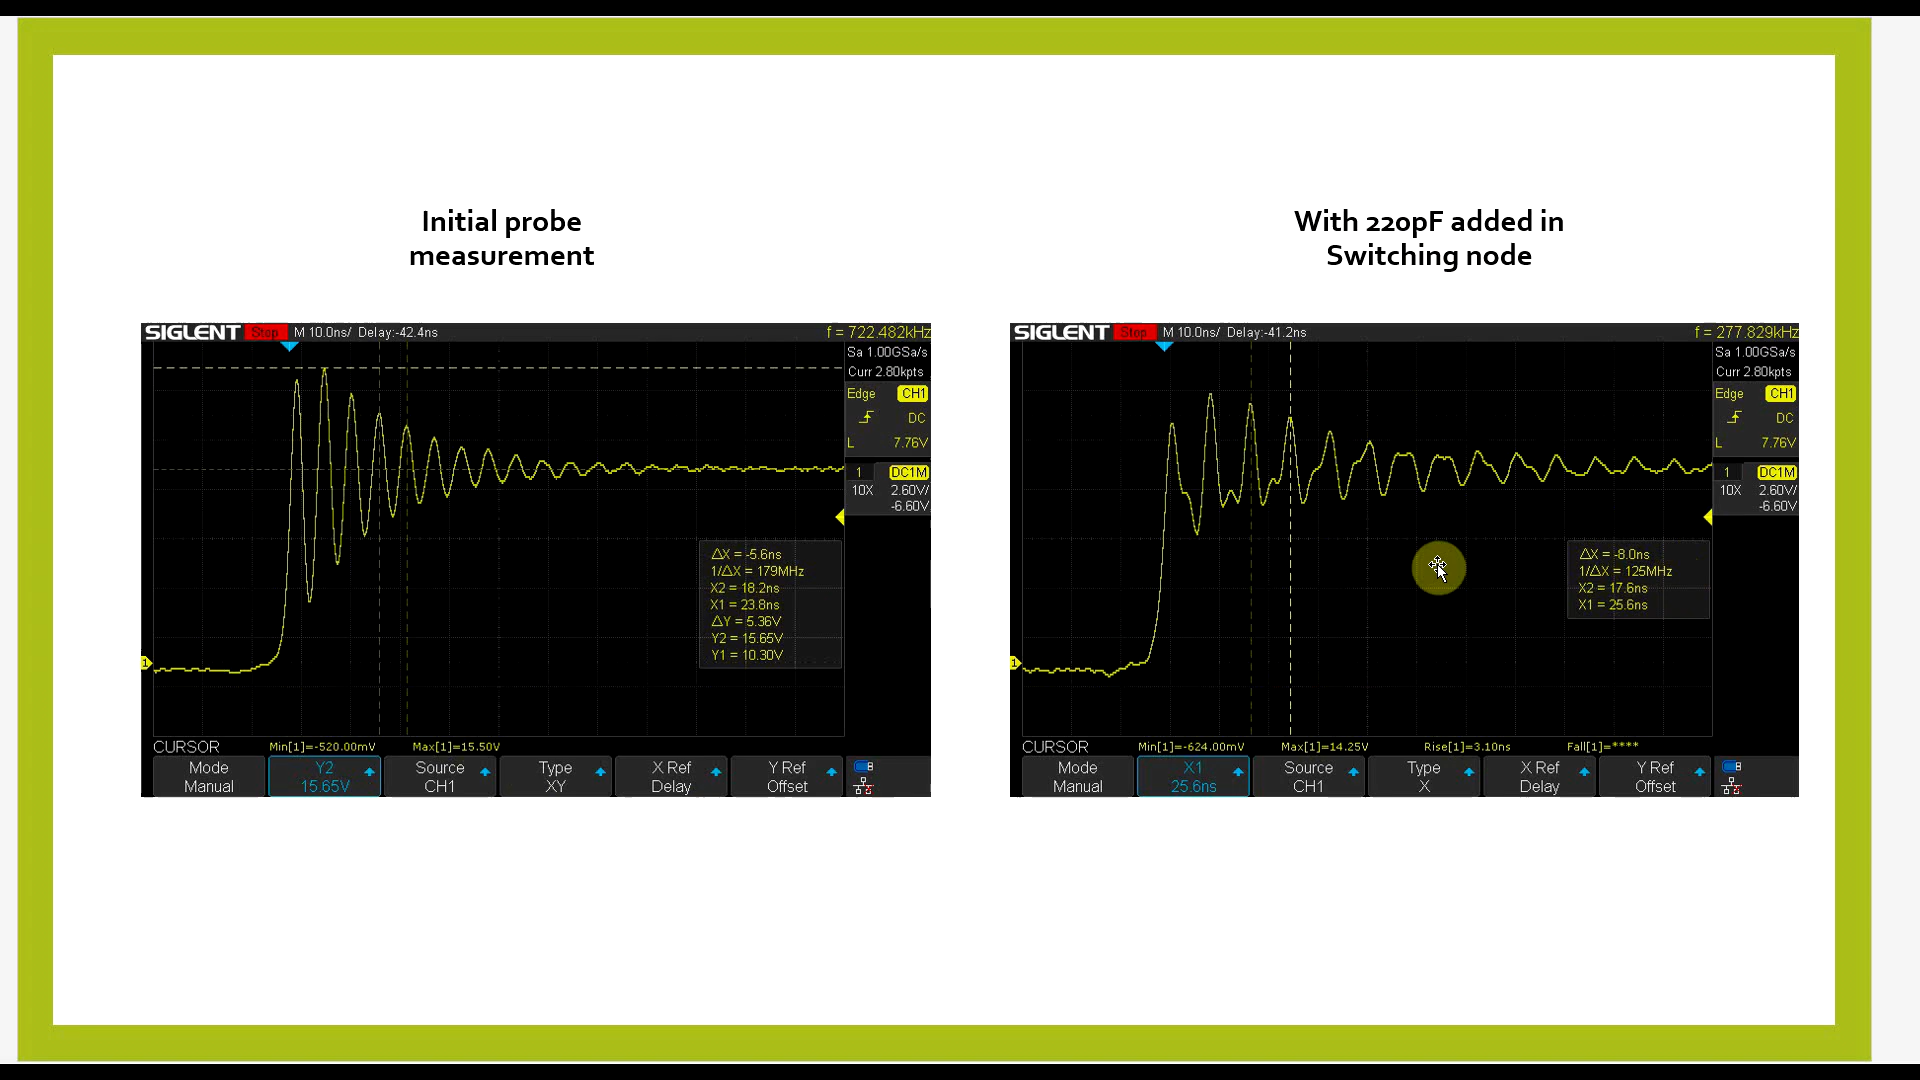 Initial probe
measurement
With 220pF added in
Switching node
SIGLENT Stop M 10.0ns/ Delay:-42.4ns f = 722.482kHz
Sa 1.00GSa/s
Curr 2.80kpts
Edge CH1
DC
L 7.76V
1 DC1M
10X 2.60V/
-6.60V
ΔX = -5.6ns
1/ΔX = 179MHz
X2 = 18.2ns
X1 = 23.8ns
ΔY = 5.36V
Y2 = 15.65V
Y1 = 10.30V
1
CURSOR Min[1]=-520.00mV Max[1]=15.50V
Mode Y2 Source Type X Ref Y Ref
Manual 15.65V CH1 XY Delay Offset
SIGLENT Stop M 10.0ns/ Delay:-41.2ns f = 277.829kHz
Sa 1.00GSa/s
Curr 2.80kpts
Edge CH1
DC
L 7.76V
1 DC1M
10X 2.60V/
-6.60V
ΔX = -8.0ns
1/ΔX = 125MHz
X2 = 17.6ns
X1 = 25.6ns
1
CURSOR Min[1]=-624.00mV Max[1]=14.25V Rise[1]=3.10ns Fall[1]=****
Mode X1 Source Type X Ref Y Ref
Manual 25.6ns CH1 X Delay Offset